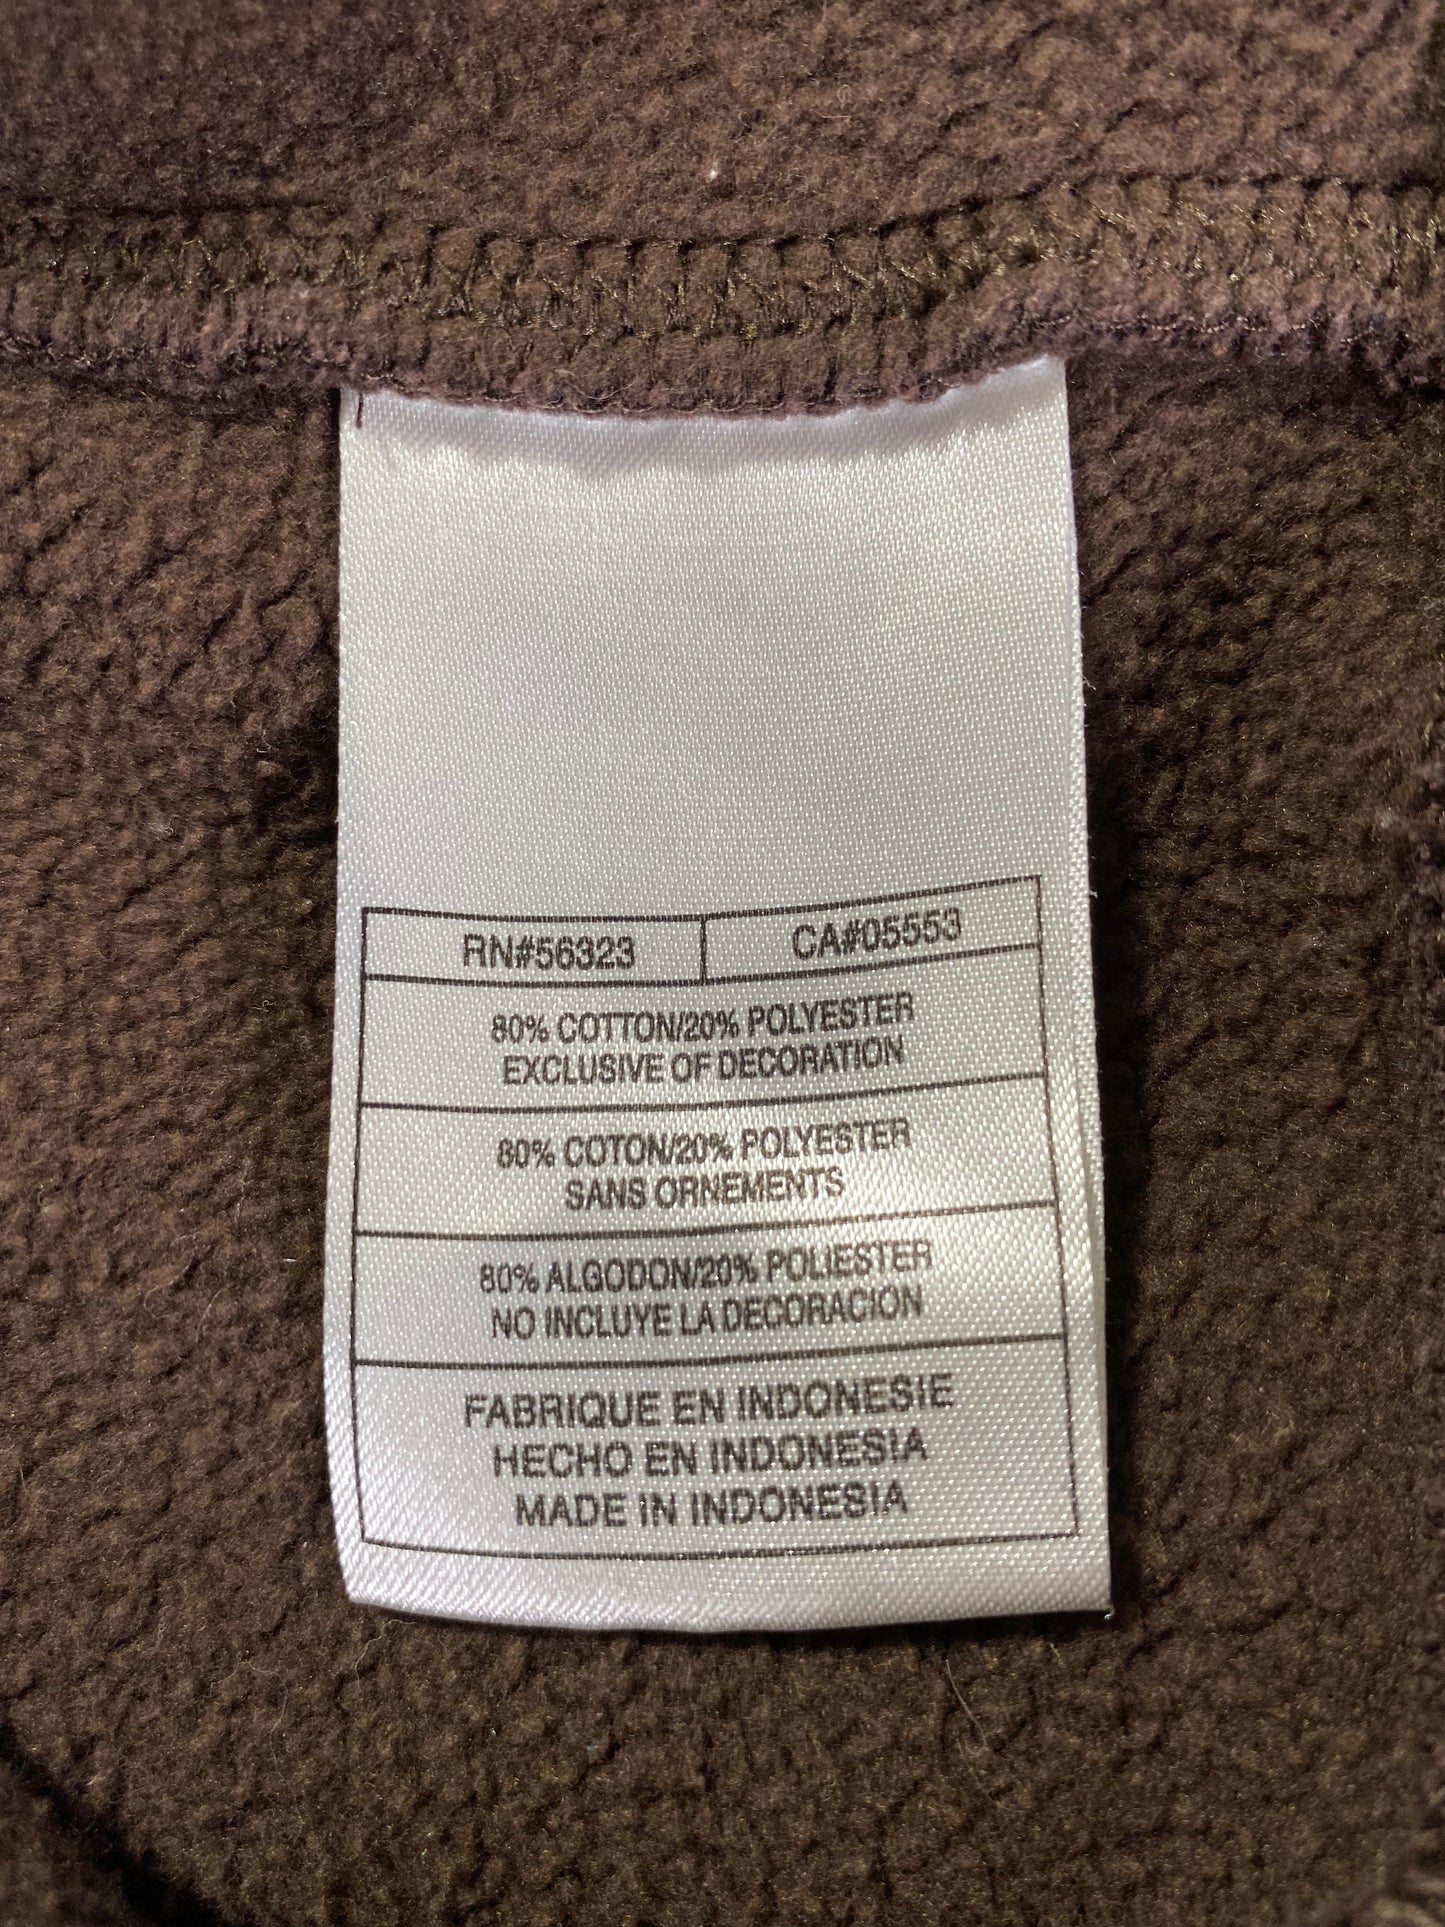 RN#56323 CA#05553
80% COTTON/20% POLYESTER
EXCLUSIVE OF DECORATION
80% COTON/20% POLYESTER
SANS ORNEMENTS
80% ALGODON/20% POLIESTER
NO INCLUYE LA DECORACION
FABRIQUE EN INDONESIE
HECHO EN INDONESIA
MADE IN INDONESIA